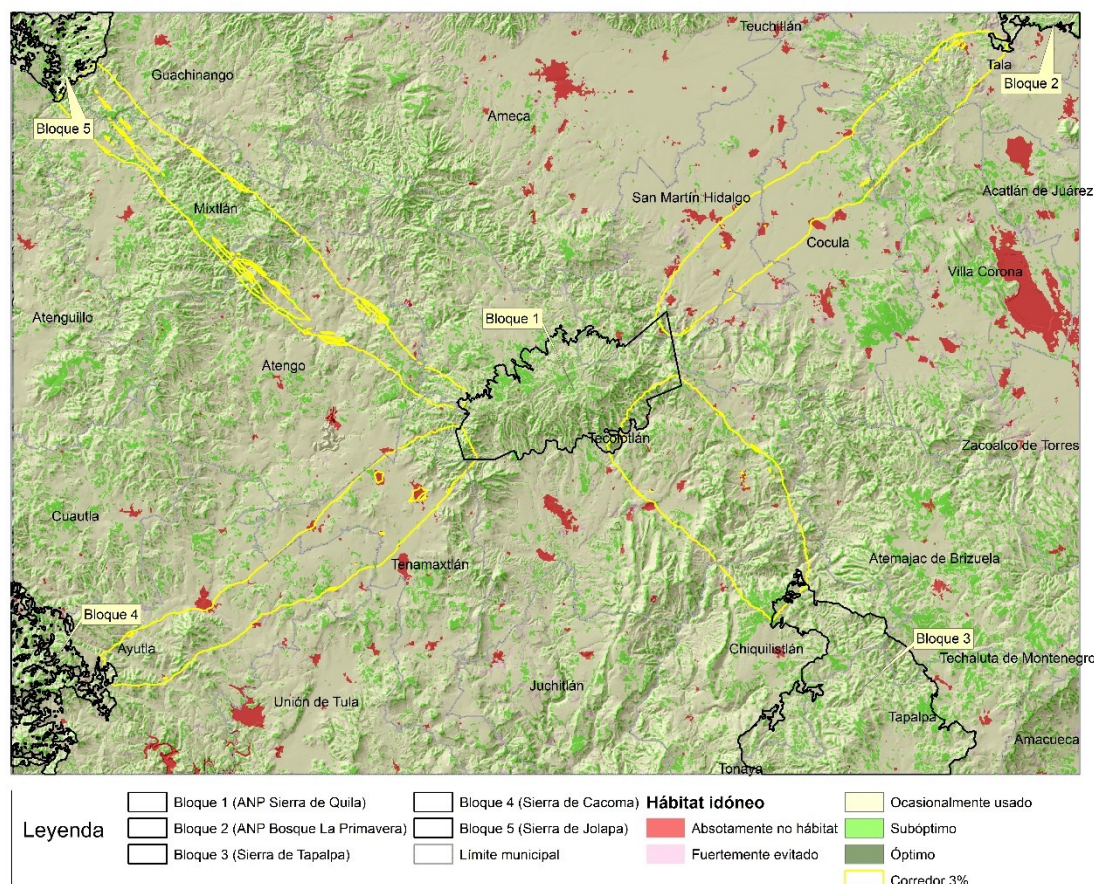 Teuchitlán
Guachinango
Tala
Bloque 2
Bloque 5
Ameca
San Martín Hidalgo
Acatlán de Juárez
Mixtlán
Cocula
Villa Corona
Atenguillo
Bloque 1
Atengo
Tecolotlán
Zacoalco de Torres
Cuautla
Atemajac de Brizuela
Tenamaxtlán
Bloque 4
Ayutla
Chiquilistlán
Bloque 3
Techaluta de Montenegro
Juchitlán
Unión de Tula
Tapalpa
Amacueca
Tonaya
Leyenda
Bloque 1 (ANP Sierra de Quila)
Bloque 2 (ANP Bosque La Primavera)
Bloque 3 (Sierra de Tapalpa)
Bloque 4 (Sierra de Cacoma)
Bloque 5 (Sierra de Jolapa)
Límite municipal
Hábitat idóneo
Absotamente no hábitat
Fuertemente evitado
Ocasionalmente usado
Subóptimo
Óptimo
Corredor 3%